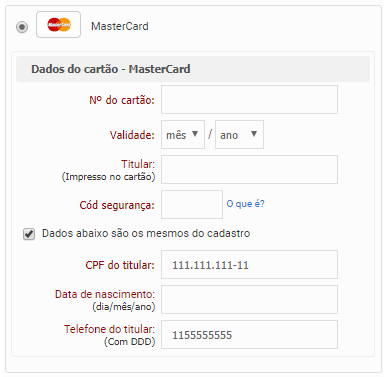 MasterCard MasterCard
Dados do cartão - MasterCard
Nº do cartão:
Validade: mês / ano
Titular:
(Impresso no cartão)
Cód segurança: O que é?
Dados abaixo são os mesmos do cadastro
CPF do titular: 111.111.111-11
Data de nascimento:
(dia/mês/ano)
Telefone do titular: 1155555555
(Com DDD)